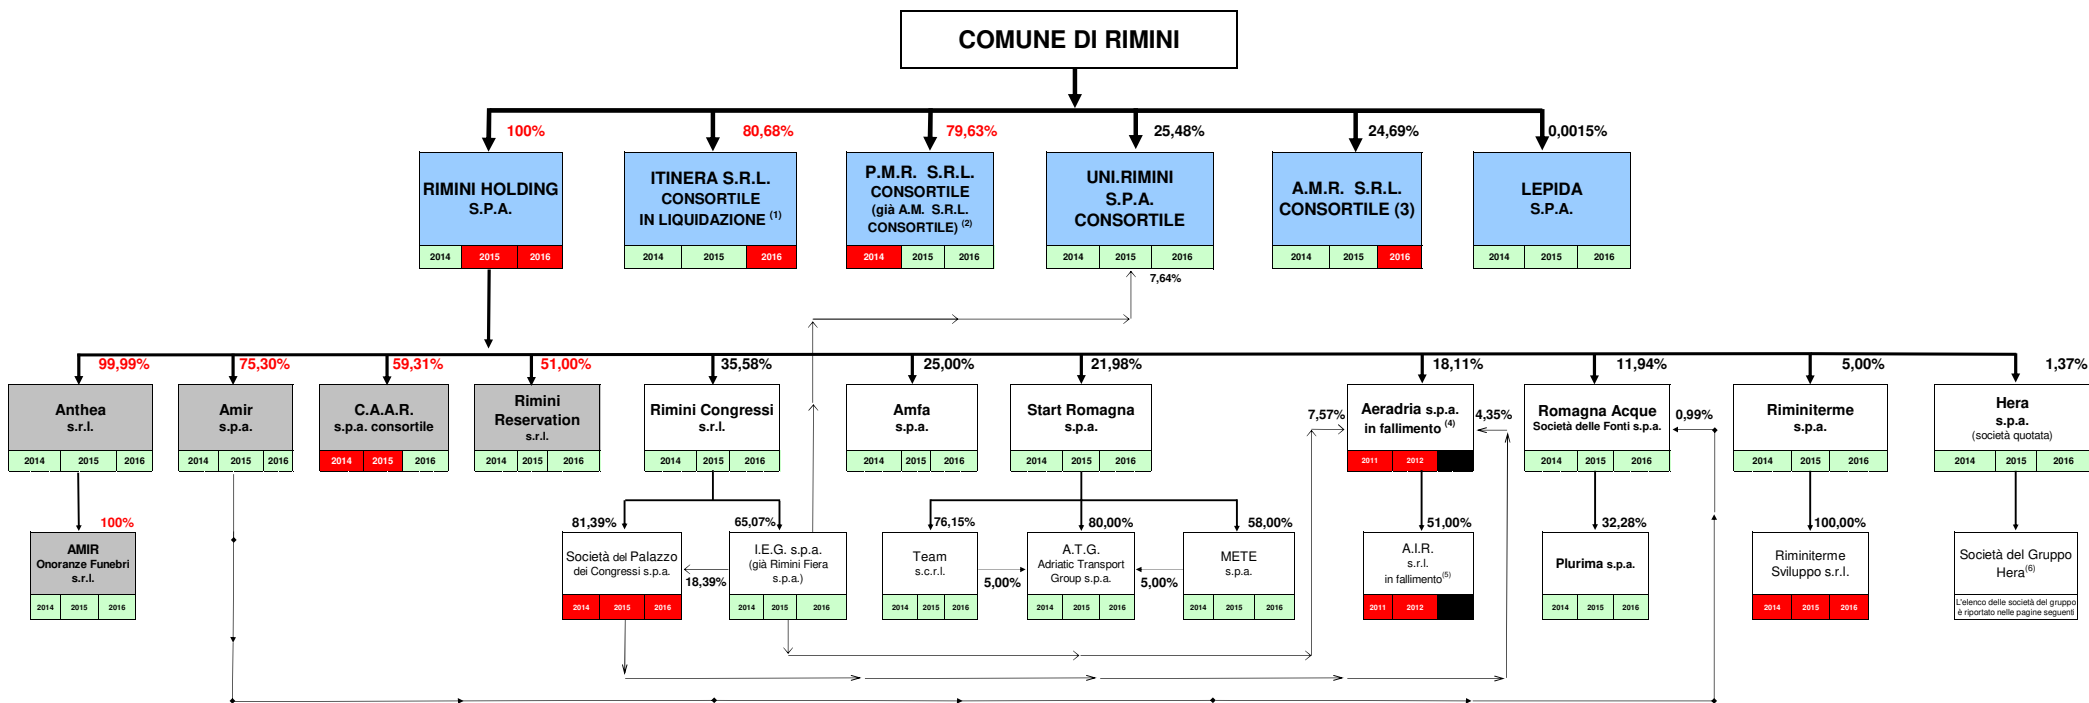 COMUNE DI RIMINI
100%
80,68%
79,63%
25,48%
24,69%
0,0015%
RIMINI HOLDING
S.P.A.
2014 2015 2016
ITINERA S.R.L.
CONSORTILE
IN LIQUIDAZIONE (1)
2014 2015 2016
P.M.R. S.R.L.
CONSORTILE
(già A.M. S.R.L.
CONSORTILE) (2)
2014 2015 2016
UNI.RIMINI
S.P.A.
CONSORTILE
2014 2015 2016
7,64%
A.M.R. S.R.L.
CONSORTILE (3)
2014 2015 2016
LEPIDA
S.P.A.
2014 2015 2016
99,99%
75,30%
59,31%
51,00%
35,58%
25,00%
21,98%
18,11%
11,94%
5,00%
1,37%
Anthea
s.r.l.
2014 2015 2016
Amir
s.p.a.
2014 2015 2016
C.A.A.R.
s.p.a. consortile
2014 2015 2016
Rimini
Reservation
s.r.l.
2014 2015 2016
Rimini Congressi
s.r.l.
2014 2015 2016
Amfa
s.p.a.
2014 2015 2016
Start Romagna
s.p.a.
2014 2015 2016
7,57%
Aeradria s.p.a.
in fallimento (4)
2011 2012
4,35%
Romagna Acque
Società delle Fonti s.p.a.
2014 2015 2016
0,99%
Riminiterme
s.p.a.
2014 2015 2016
Hera
s.p.a.
(società quotata)
2014 2015 2016
100%
81,39%
65,07%
76,15%
80,00%
58,00%
51,00%
32,28%
100,00%
AMIR
Onoranze Funebri
s.r.l.
2014 2015 2016
Società del Palazzo
dei Congressi s.p.a.
2014 2015 2016
18,39%
I.E.G. s.p.a.
(già Rimini Fiera
s.p.a.)
2014 2015 2016
Team
s.c.r.l.
2014 2015 2016
5,00%
A.T.G.
Adriatic Transport
Group s.p.a.
2014 2015 2016
5,00%
METE
s.p.a.
2014 2015 2016
A.I.R.
s.r.l.
in fallimento(5)
2011 2012
Plurima s.p.a.
2014 2015 2016
Riminiterme
Sviluppo s.r.l.
2014 2015 2016
Società del Gruppo
Hera(6)
L'elenco delle società del gruppo
è riportato nelle pagine seguenti